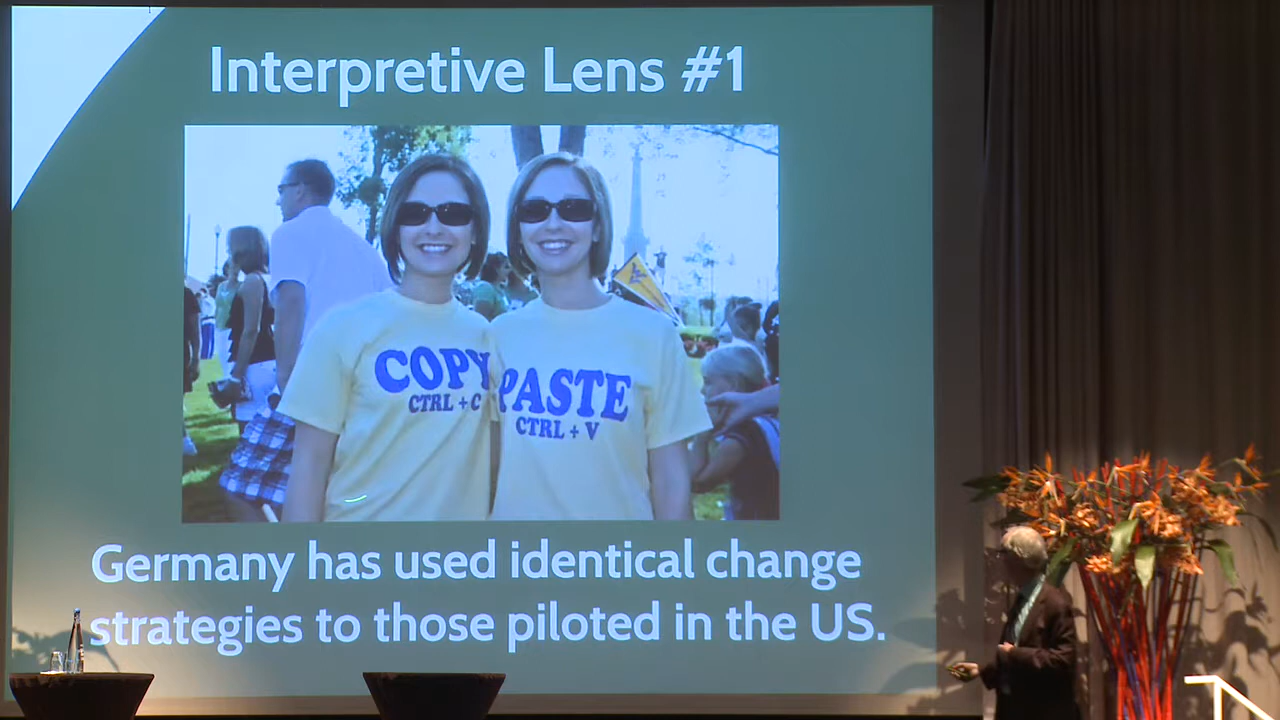 Interpretive Lens #1
COPY
CTRL + C
PASTE
CTRL + V
Germany has used identical change
strategies to those piloted in the US.